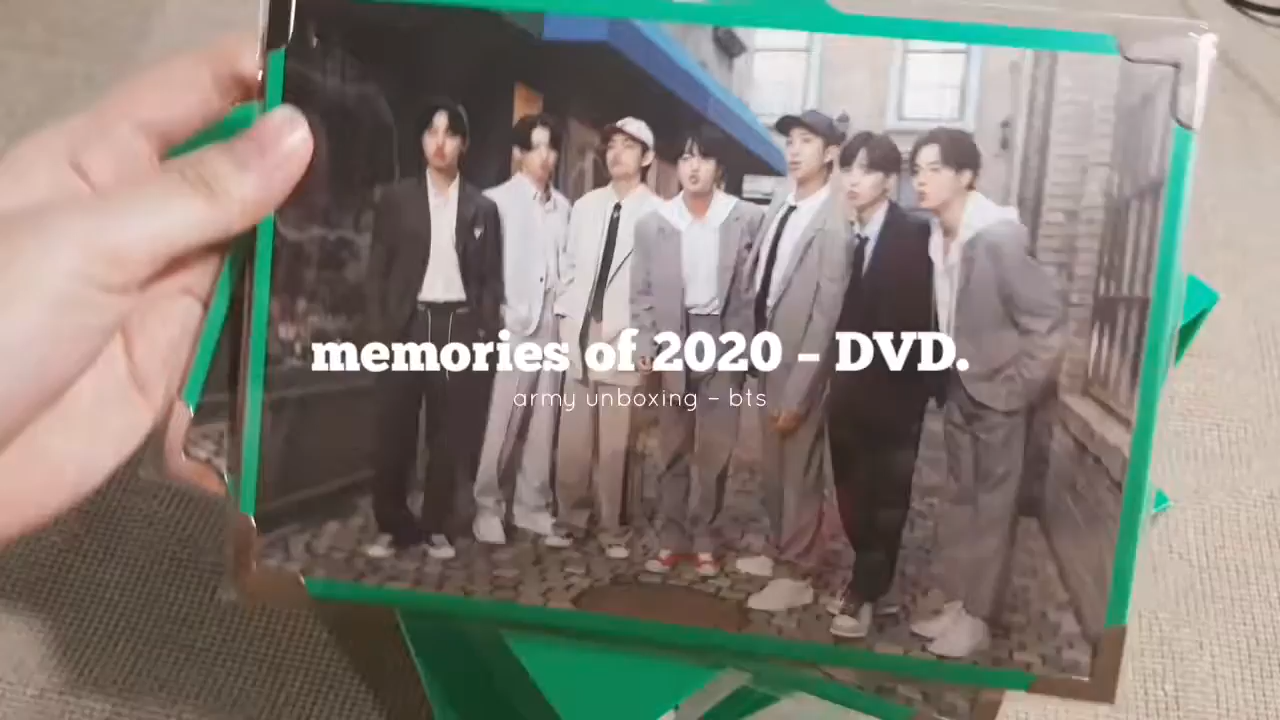 memories of 2020 – DVD.
army unboxing – bts